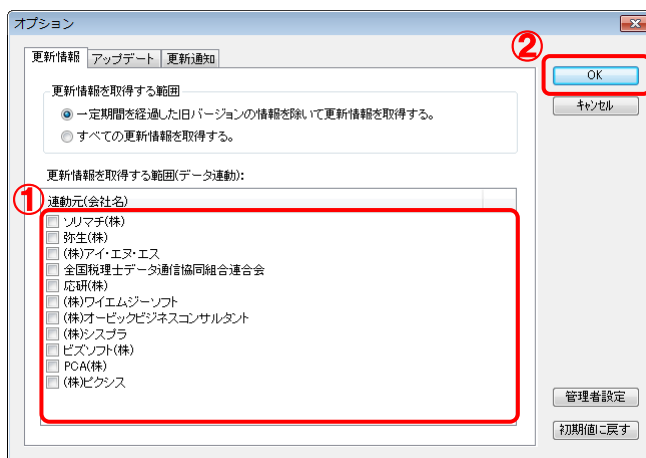 オプション
更新情報 アップデート 更新通知
②
OK
キャンセル
更新情報を取得する範囲
一定期間を経過した旧バージョンの情報を除いて更新情報を取得する。
すべての更新情報を取得する。
更新情報を取得する範囲(データ連動):
①
連動元(会社名)
ソリマチ(株)
弥生(株)
(株)アイ・エヌ・エス
全国税理士データ通信協同組合連合会
応研(株)
(株)ワイエムジーソフト
(株)オービックビジネスコンサルタント
(株)シスプラ
ビズソフト(株)
PCA(株)
(株)ピクシス
管理者設定
初期値に戻す